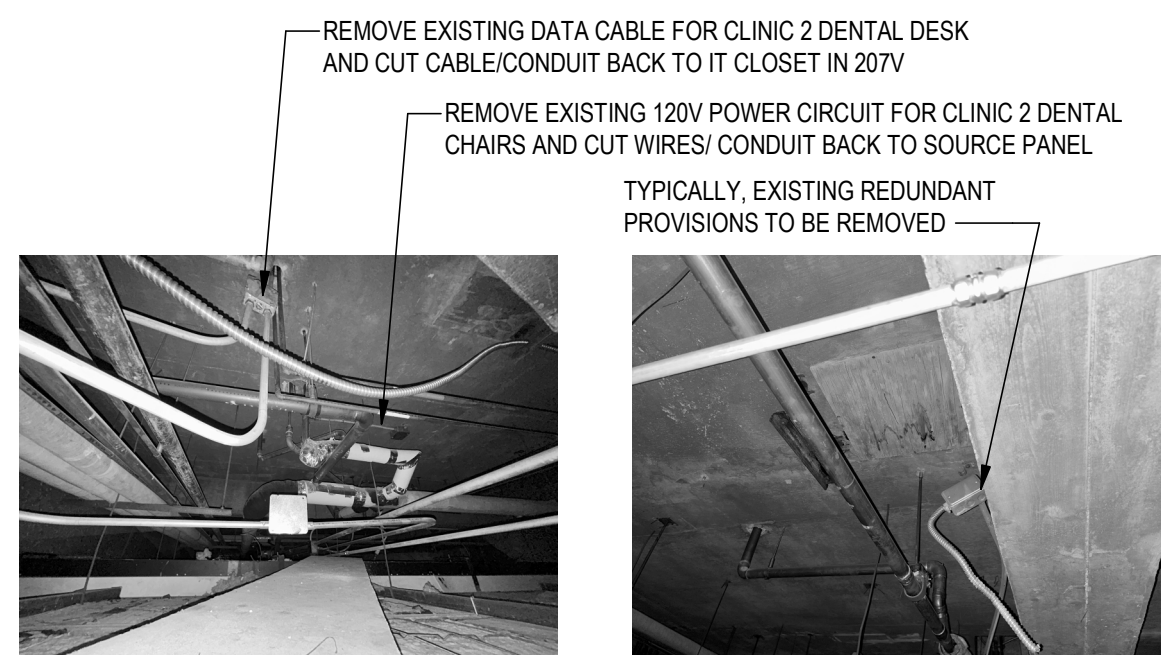 REMOVE EXISTING DATA CABLE FOR CLINIC 2 DENTAL DESK
AND CUT CABLE/CONDUIT BACK TO IT CLOSET IN 207V
REMOVE EXISTING 120V POWER CIRCUIT FOR CLINIC 2 DENTAL
CHAIRS AND CUT WIRES/ CONDUIT BACK TO SOURCE PANEL
TYPICALLY, EXISTING REDUNDANT
PROVISIONS TO BE REMOVED